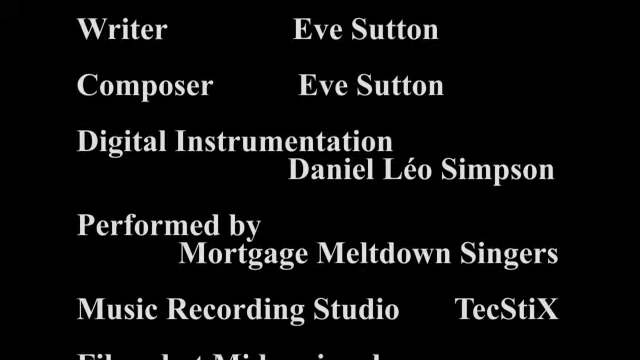 Writer Eve Sutton
Composer Eve Sutton
Digital Instrumentation
Daniel Léo Simpson
Performed by
Mortgage Meltdown Singers
Music Recording Studio TecStiX